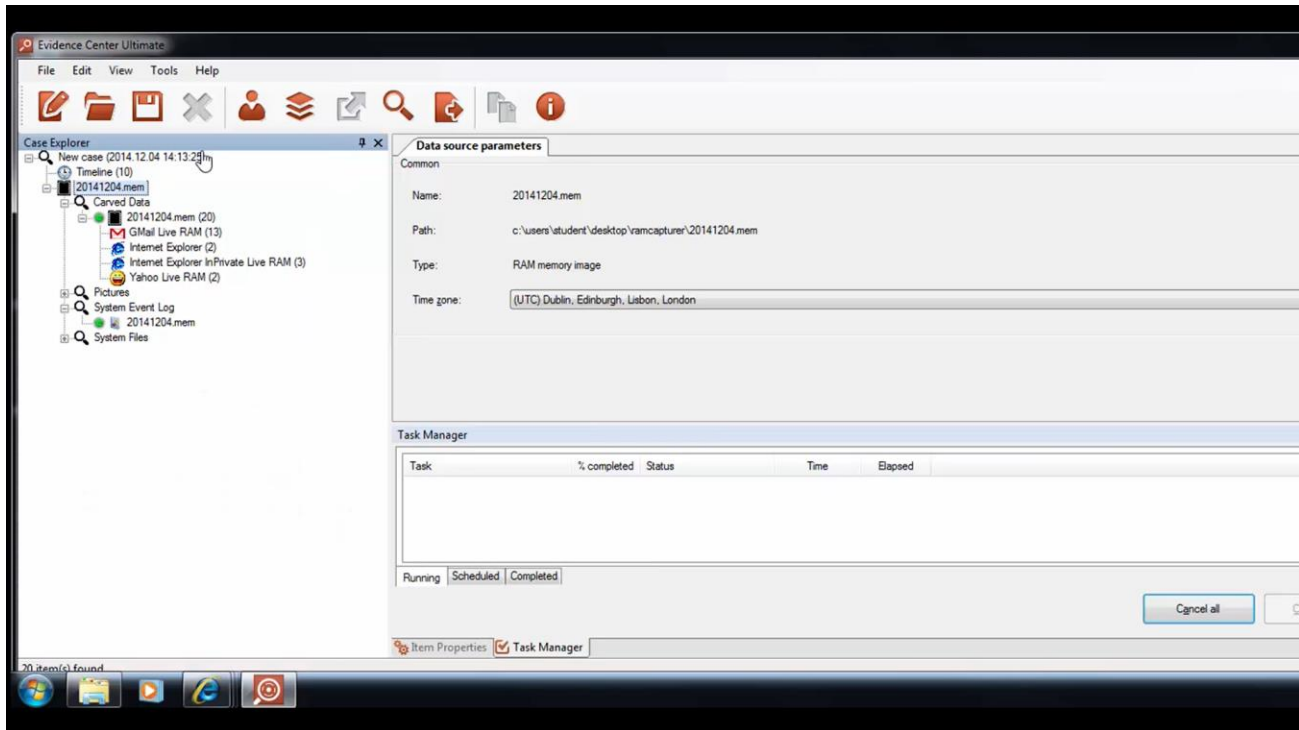 Evidence Center Ultimate
File Edit View Tools Help
Case Explorer
New case (2014.12.04 14:13:25)
Timeline (10)
20141204.mem
Carved Data
20141204.mem (20)
GMail Live RAM (13)
Internet Explorer (2)
Internet Explorer InPrivate Live RAM (3)
Yahoo Live RAM (2)
Pictures
System Event Log
20141204.mem
System Files
20 item(s) found
Data source parameters
Common
Name: 20141204.mem
Path: c:\users\student\desktop\ramcapturer\20141204.mem
Type: RAM memory image
Time zone: (UTC) Dublin, Edinburgh, Lisbon, London
Task Manager
Task % completed Status Time Elapsed
Running Scheduled Completed
Cancel all
Item Properties Task Manager